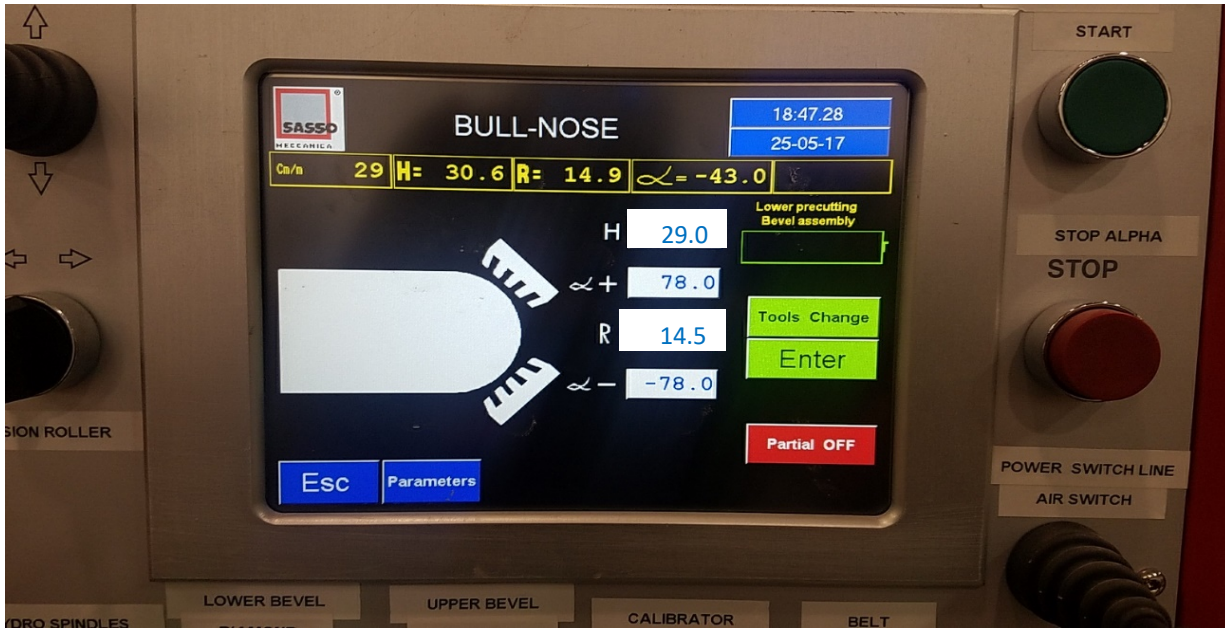 START
SASSO
MECCANICA
BULL-NOSE
18:47.28
25-05-17
Cm/m 29 H= 30.6 R= 14.9 α= -43.0
Lower precutting
Bevel assembly
H 29.0
α+ 78.0
R 14.5
α- -78.0
Tools Change
Enter
Partial OFF
Esc
Parameters
STOP ALPHA
STOP
SION ROLLER
POWER SWITCH LINE
AIR SWITCH
LOWER BEVEL
UPPER BEVEL
CALIBRATOR
BELT
YDRO SPINDLES